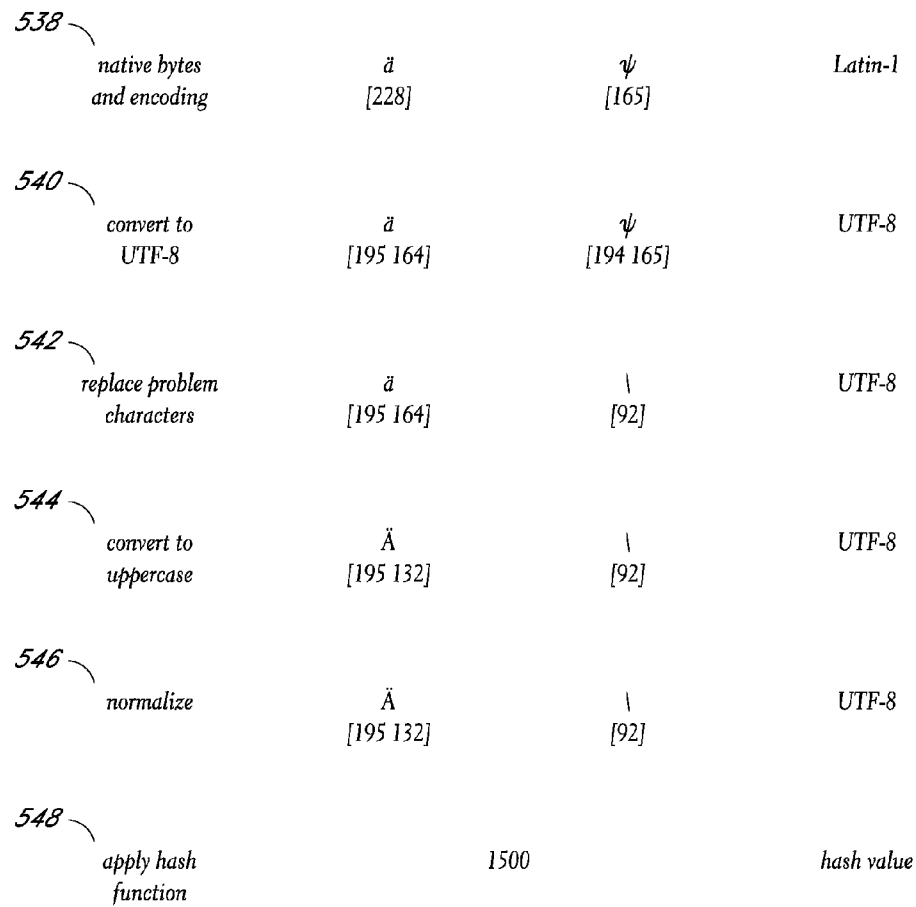 538
native bytes ä ψ Latin-1
and encoding [228] [165]
540
convert to ä ψ UTF-8
UTF-8 [195 164] [194 165]
542
replace problem ä \ UTF-8
characters [195 164] [92]
544
convert to Ä \ UTF-8
uppercase [195 132] [92]
546
normalize Ä \ UTF-8
[195 132] [92]
548
apply hash 1500 hash value
function